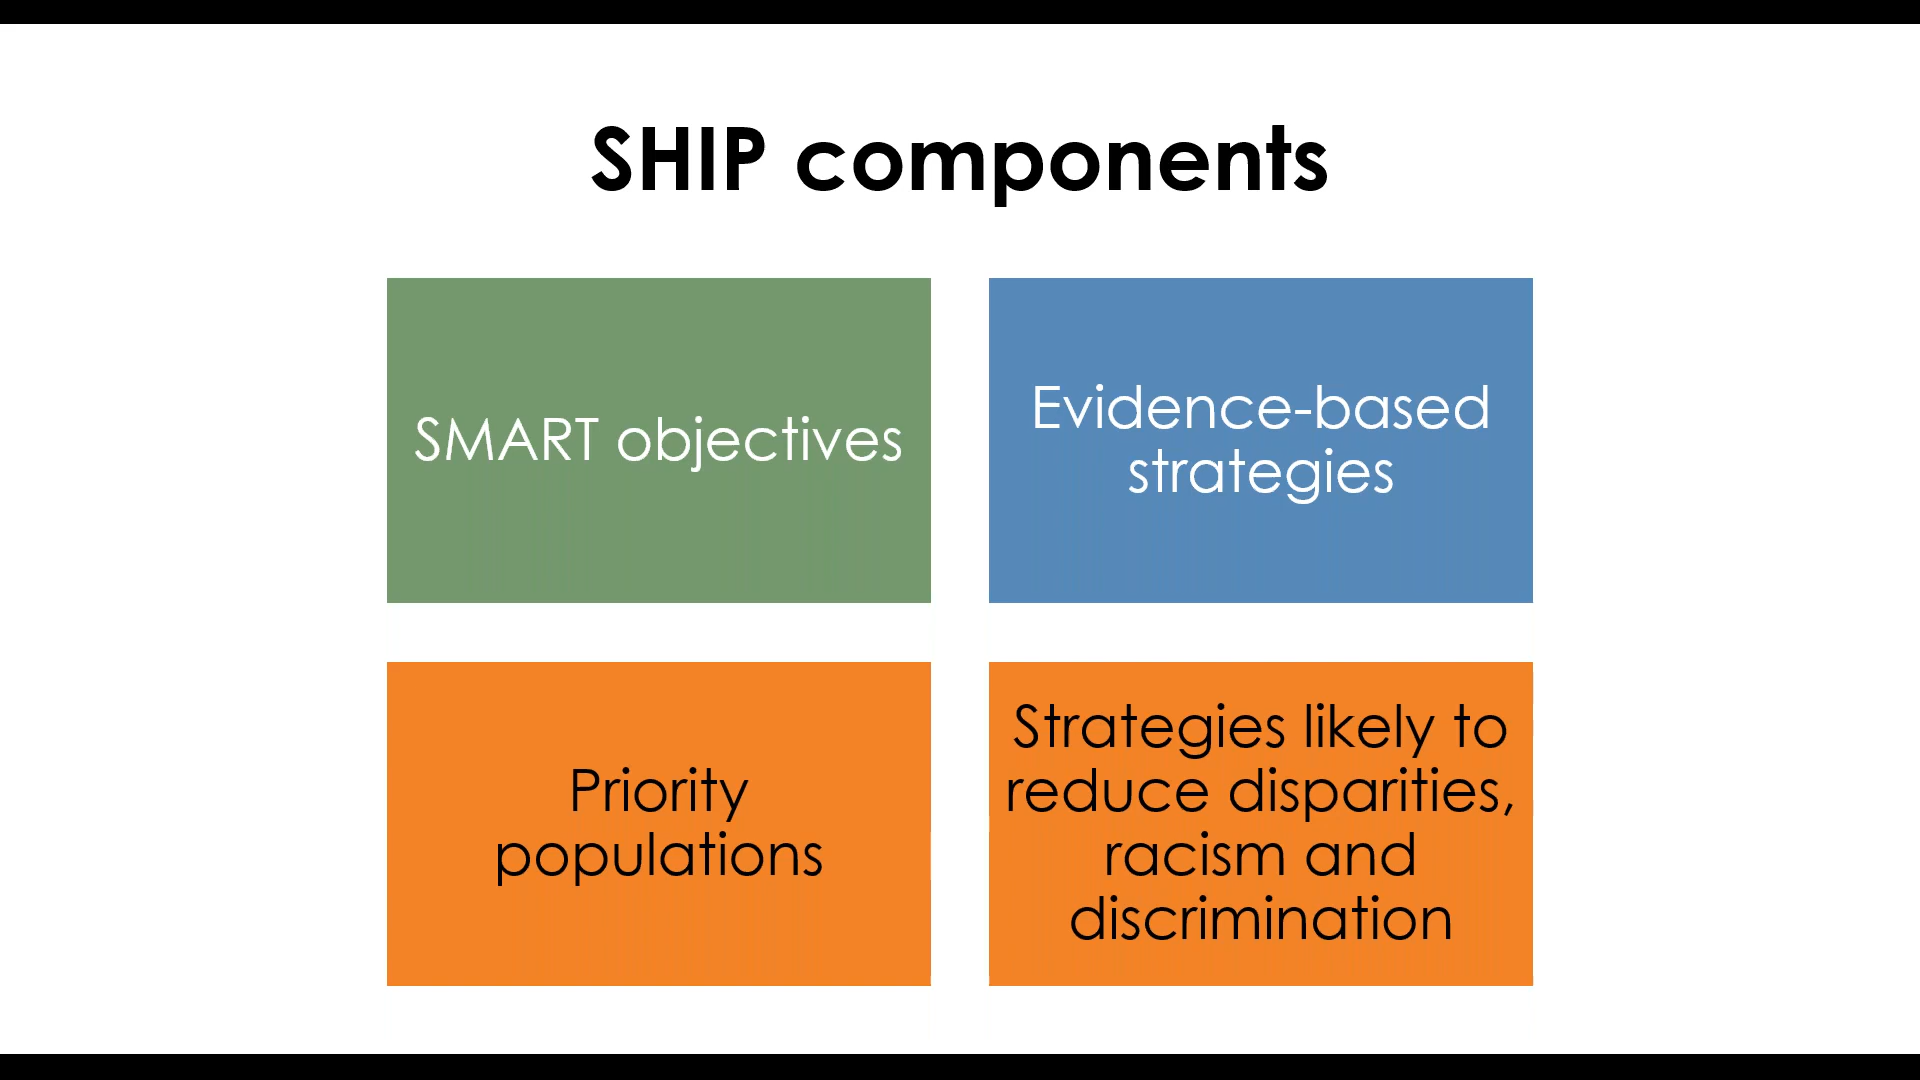 SHIP components
SMART objectives
Evidence-based
strategies
Priority
populations
Strategies likely to
reduce disparities,
racism and
discrimination